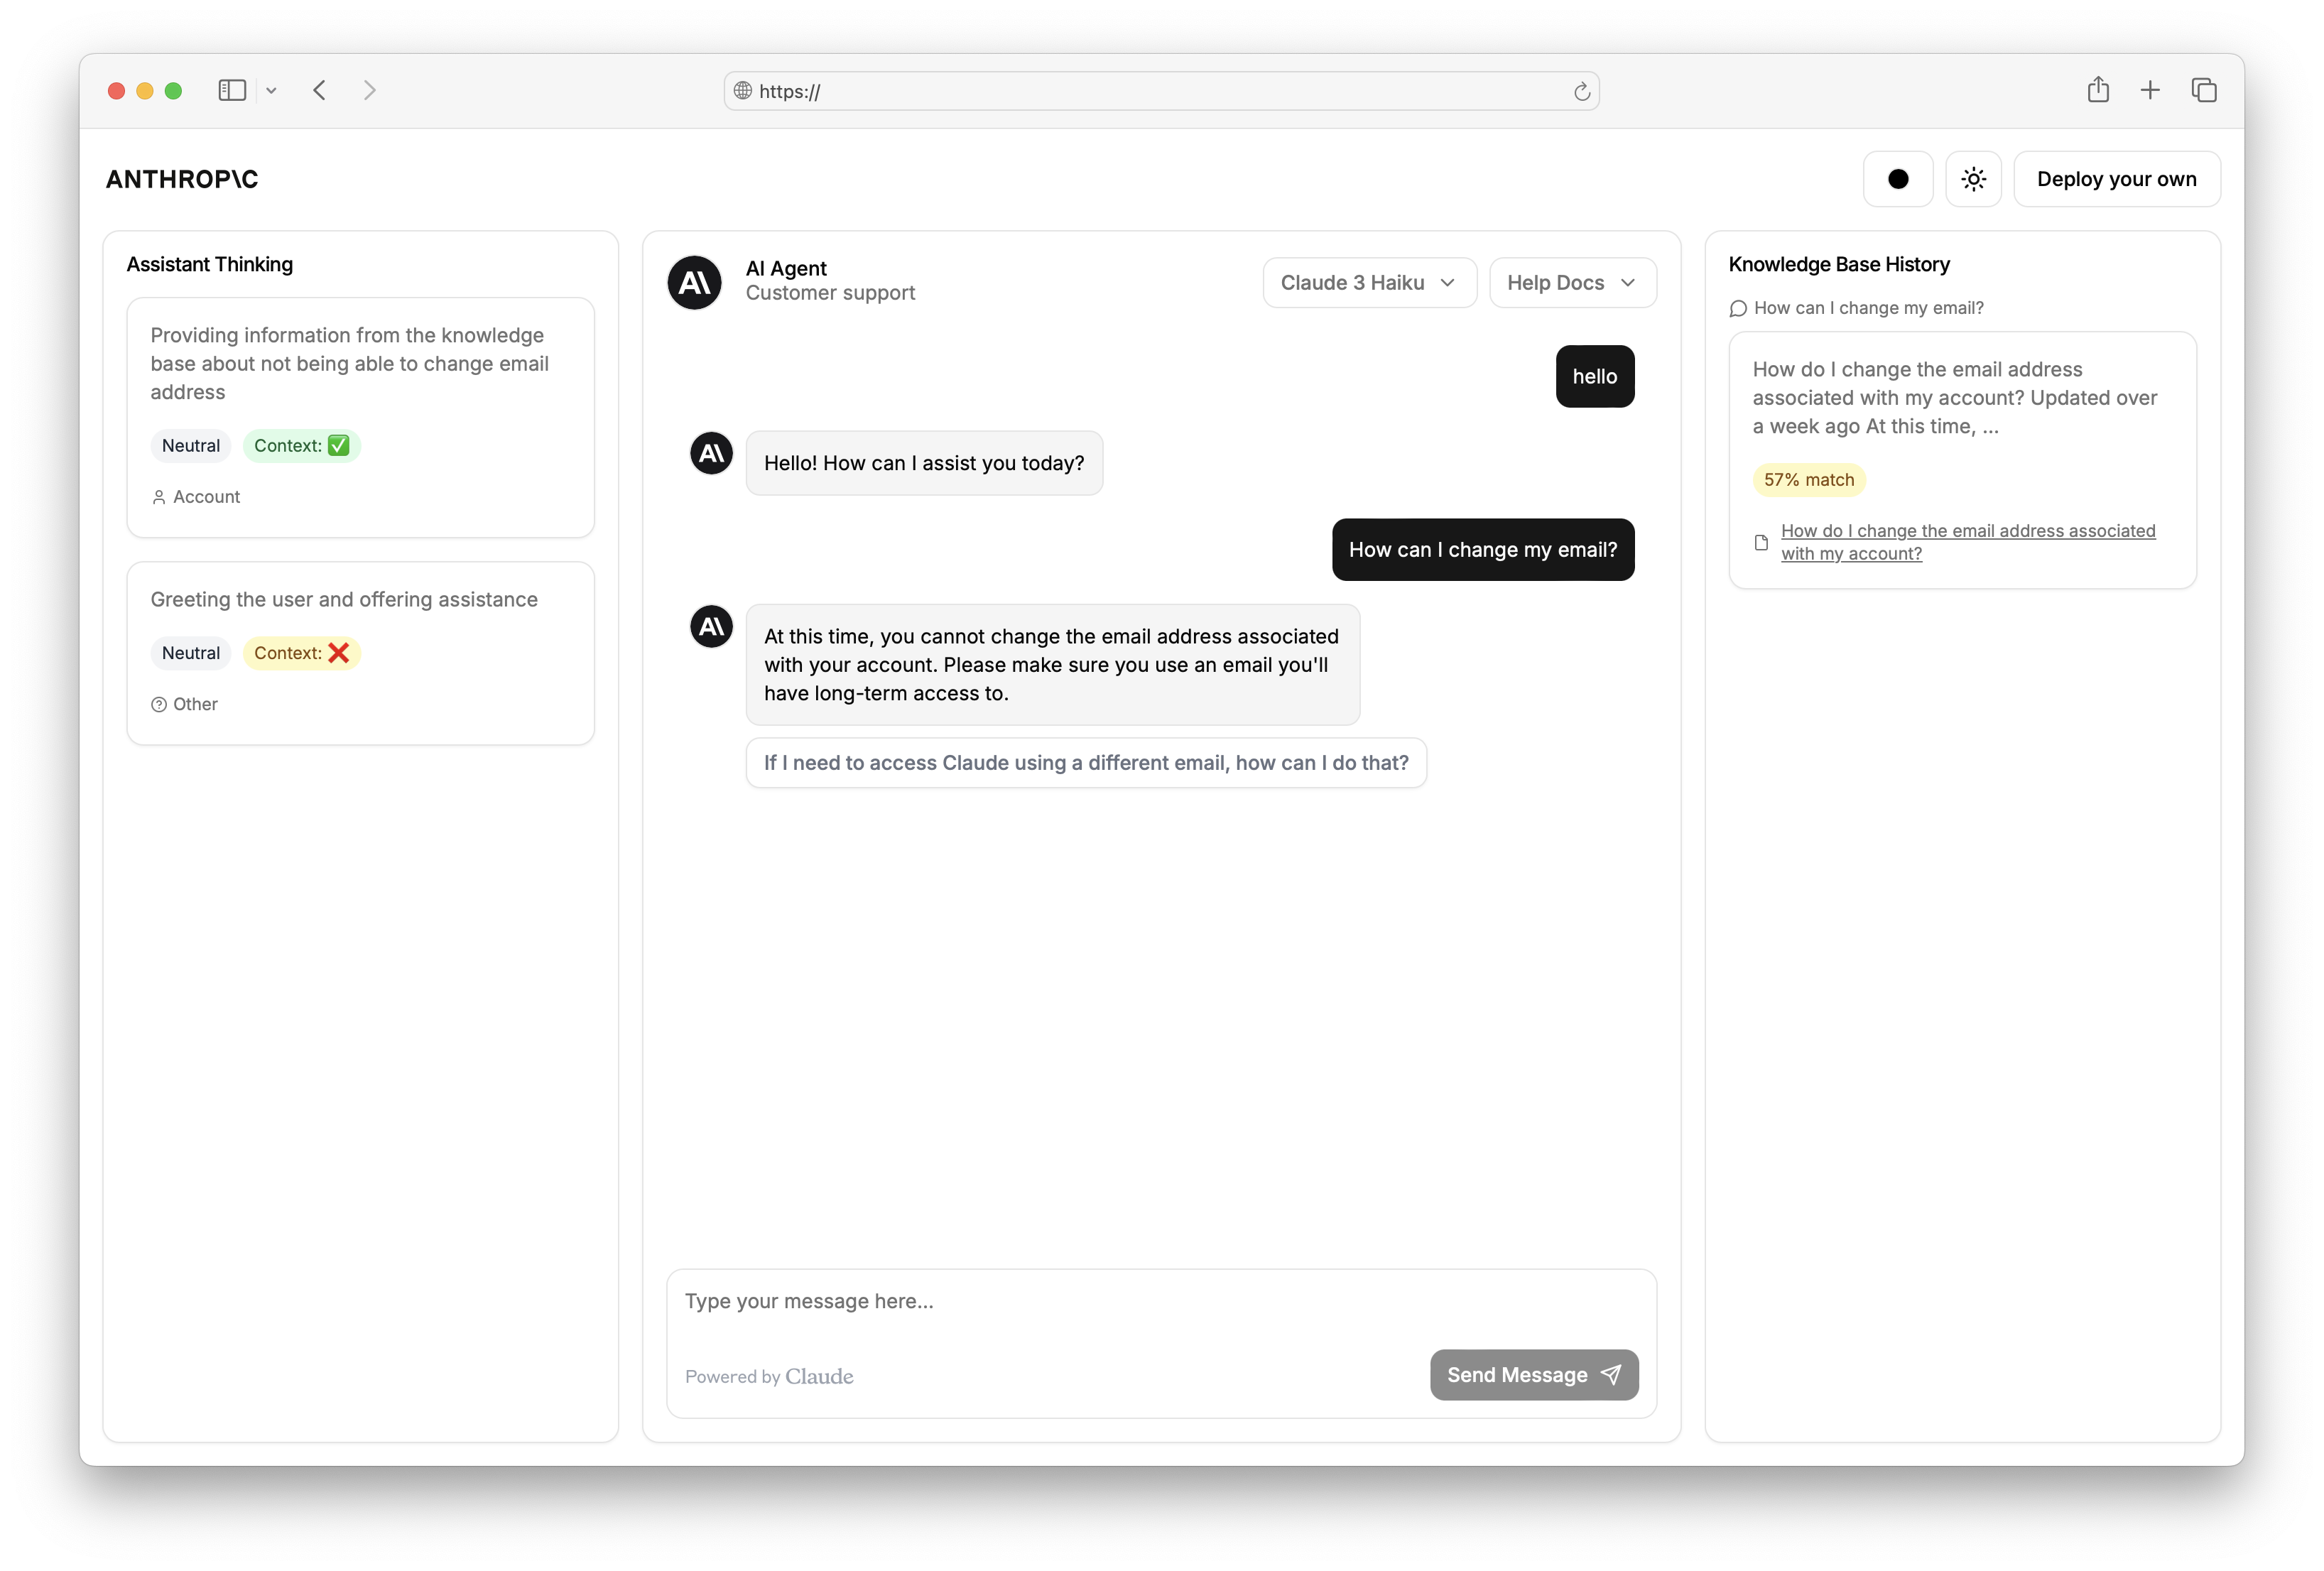 https://
ANTHROP\C
Deploy your own
Assistant Thinking
Providing information from the knowledge
base about not being able to change email
address
Neutral
Context: ✅
Account
Greeting the user and offering assistance
Neutral
Context: ❌
Other
A\
AI Agent
Customer support
Claude 3 Haiku
Help Docs
hello
A\
Hello! How can I assist you today?
How can I change my email?
A\
At this time, you cannot change the email address associated
with your account. Please make sure you use an email you'll
have long-term access to.
If I need to access Claude using a different email, how can I do that?
Type your message here...
Powered by Claude
Send Message
Knowledge Base History
How can I change my email?
How do I change the email address
associated with my account? Updated over
a week ago At this time, ...
57% match
How do I change the email address associated
with my account?